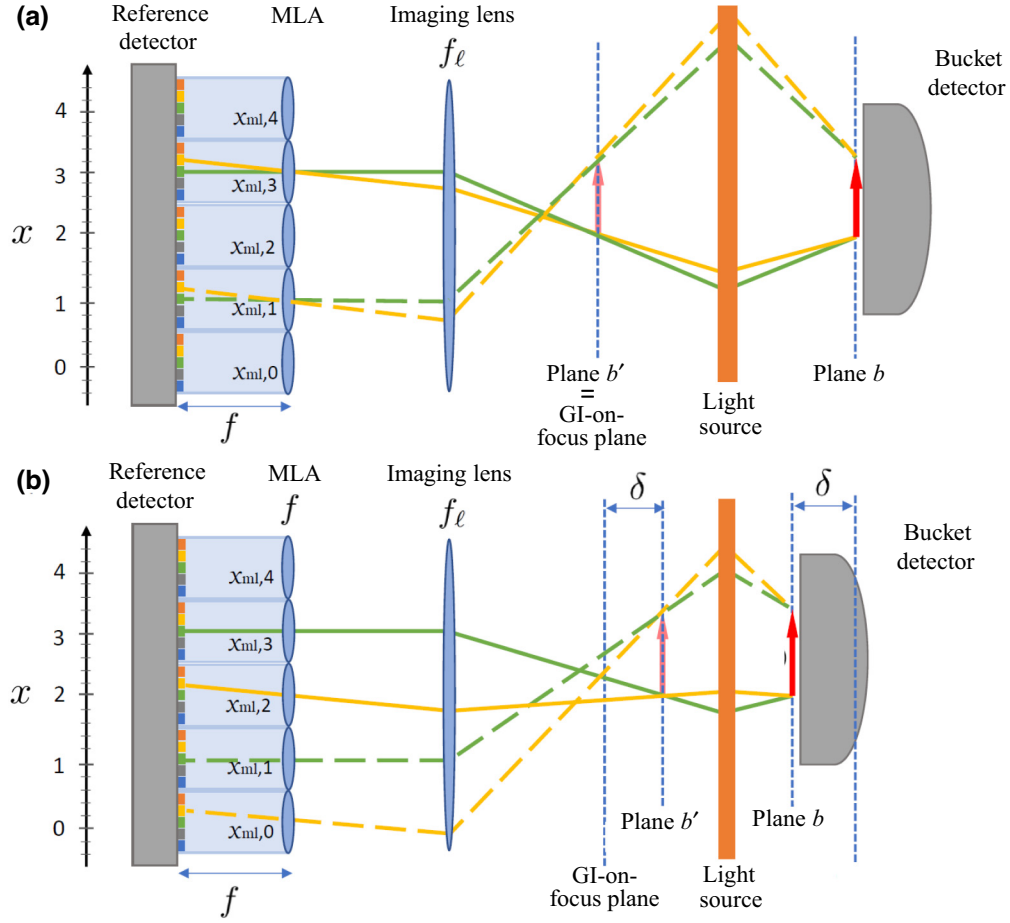 (a)
Reference
detector
MLA
Imaging lens
fℓ
Bucket
detector
4
3
2
1
0
x
xml,4
xml,3
xml,2
xml,1
xml,0
f
Plane b′
=
GI-on-
focus plane
Light
source
Plane b
(b)
Reference
detector
MLA
f
Imaging lens
fℓ
δ
δ
Bucket
detector
4
3
2
1
0
x
xml,4
xml,3
xml,2
xml,1
xml,0
f
Plane b′
Plane b
GI-on-
focus plane
Light
source